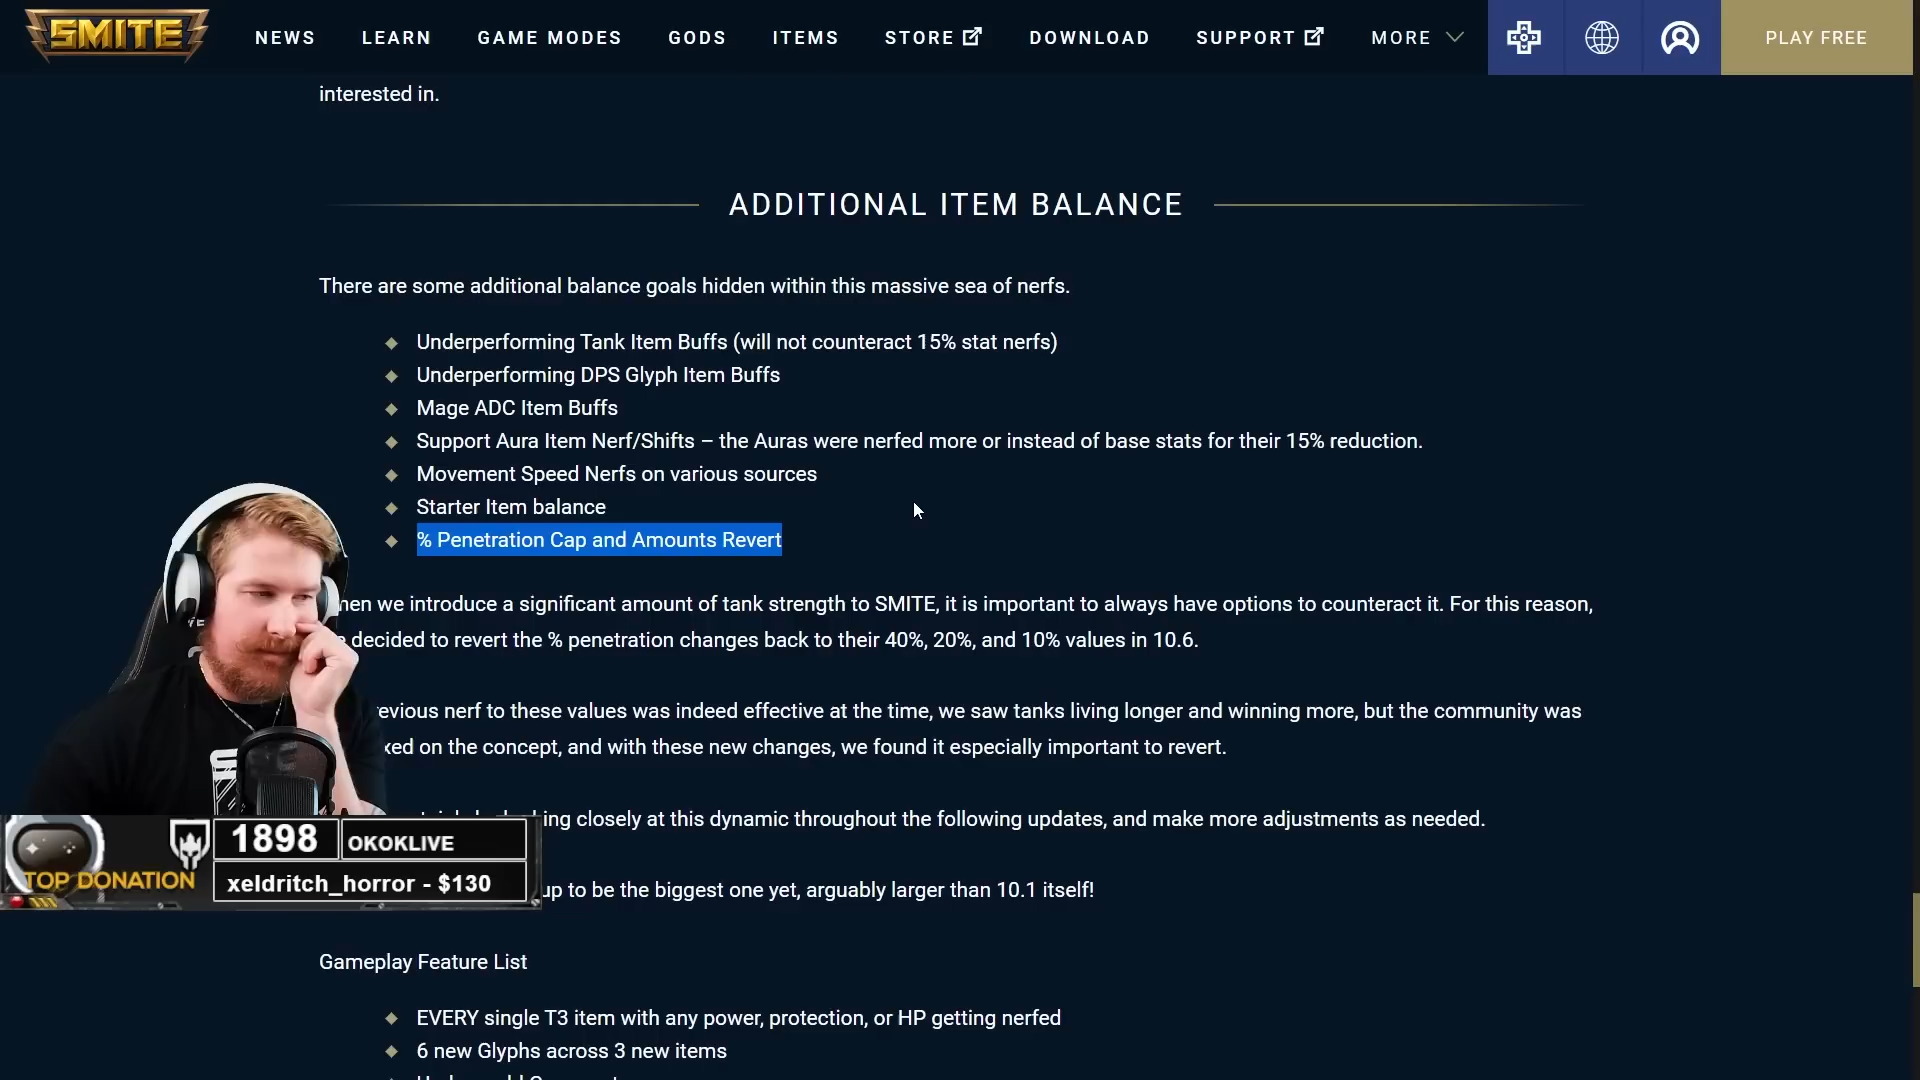 SMITE
NEWS LEARN GAME MODES GODS ITEMS STORE DOWNLOAD SUPPORT MORE PLAY FREE
interested in.
ADDITIONAL ITEM BALANCE
There are some additional balance goals hidden within this massive sea of nerfs.
Underperforming Tank Item Buffs (will not counteract 15% stat nerfs)
Underperforming DPS Glyph Item Buffs
Mage ADC Item Buffs
Support Aura Item Nerf/Shifts – the Auras were nerfed more or instead of base stats for their 15% reduction.
Movement Speed Nerfs on various sources
Starter Item balance
% Penetration Cap and Amounts Revert
we introduce a significant amount of tank strength to SMITE, it is important to always have options to counteract it. For this reason,
decided to revert the % penetration changes back to their 40%, 20%, and 10% values in 10.6.
nerf to these values was indeed effective at the time, we saw tanks living longer and winning more, but the community was
on the concept, and with these new changes, we found it especially important to revert.
closely at this dynamic throughout the following updates, and make more adjustments as needed.
up to be the biggest one yet, arguably larger than 10.1 itself!
1898 OKOKLIVE
TOP DONATION xeldritch_horror - $130
Gameplay Feature List
EVERY single T3 item with any power, protection, or HP getting nerfed
6 new Glyphs across 3 new items